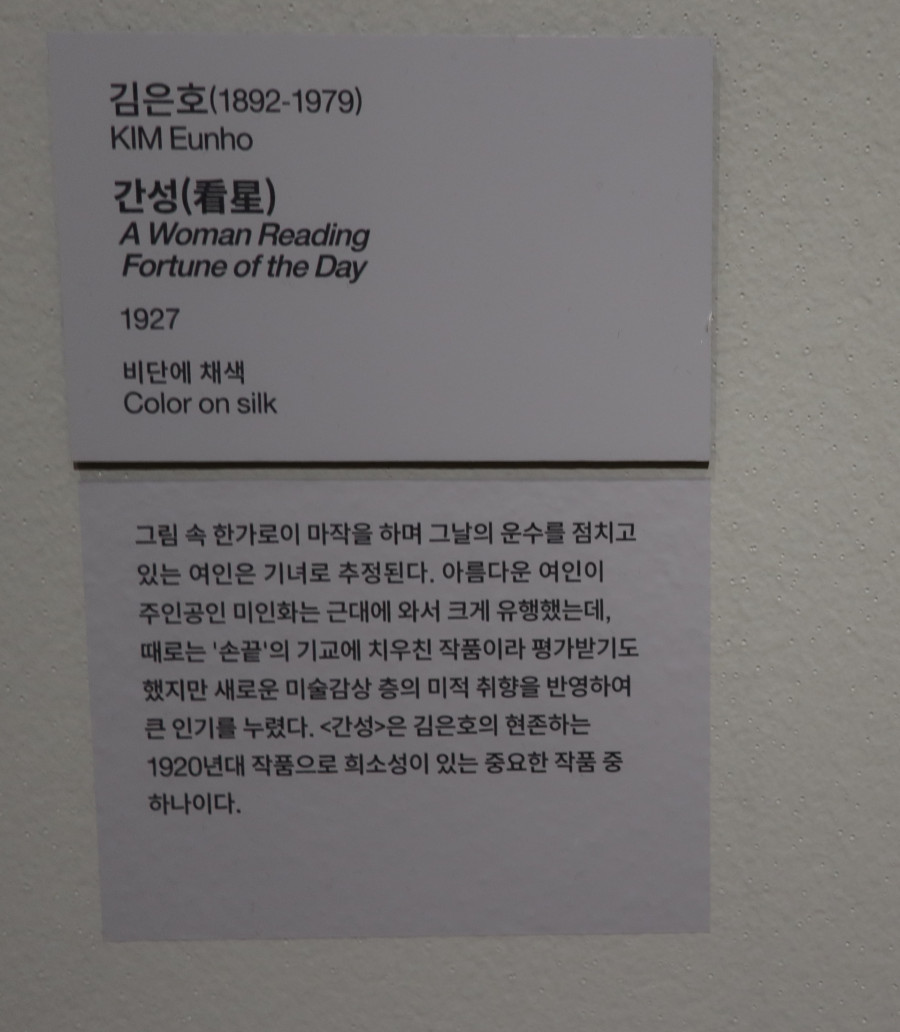 김은호(1892-1979)
KIM Eunho
간성(看星)
A Woman Reading
Fortune of the Day
1927
비단에 채색
Color on silk
그림 속 한가로이 마작을 하며 그날의 운수를 점치고
있는 여인은 기녀로 추정된다. 아름다운 여인이
주인공인 미인화는 근대에 와서 크게 유행했는데,
때로는 '손끝'의 기교에 치우친 작품이라 평가받기도
했지만 새로운 미술감상 층의 미적 취향을 반영하여
큰 인기를 누렸다. <간성>은 김은호의 현존하는
1920년대 작품으로 희소성이 있는 중요한 작품 중
하나이다.